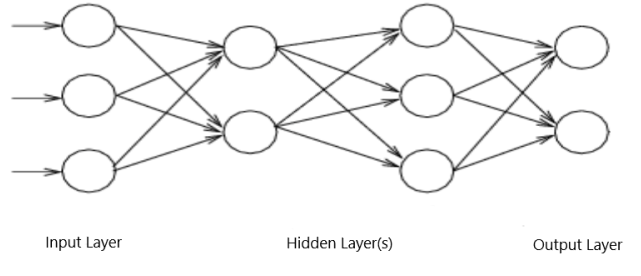 Input Layer
Hidden Layer(s)
Output Layer